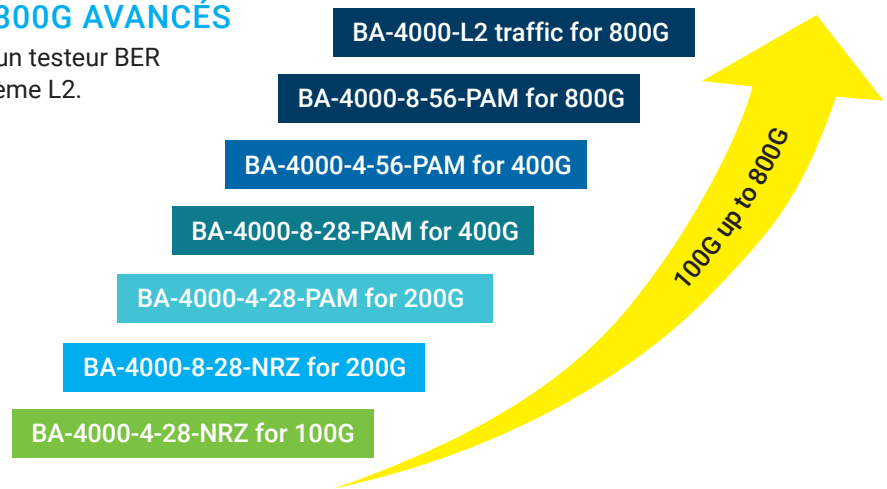 800G AVANCÉS
un testeur BER
ème L2.
BA-4000-L2 traffic for 800G
BA-4000-8-56-PAM for 800G
BA-4000-4-56-PAM for 400G
BA-4000-8-28-PAM for 400G
BA-4000-4-28-PAM for 200G
BA-4000-8-28-NRZ for 200G
BA-4000-4-28-NRZ for 100G
100G up to 800G